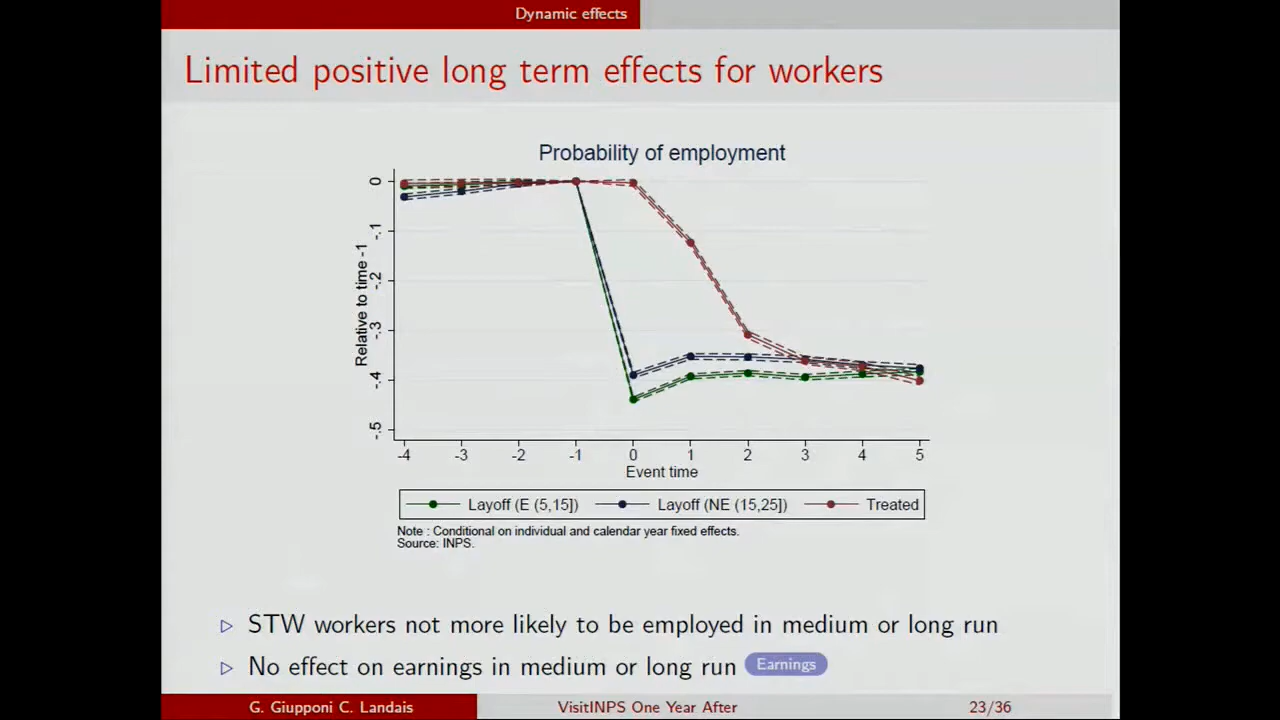 Dynamic effects
Limited positive long term effects for workers
Probability of employment
Relative to time -1
0
-.1
-.2
-.3
-.4
-.5
-4 -3 -2 -1 0 1 2 3 4 5
Event time
Layoff (E (5,15]) Layoff (NE (15,25]) Treated
Note : Conditional on individual and calendar year fixed effects.
Source: INPS.
▷ STW workers not more likely to be employed in medium or long run
▷ No effect on earnings in medium or long run Earnings
G. Giupponi C. Landais VisitINPS One Year After 23/36